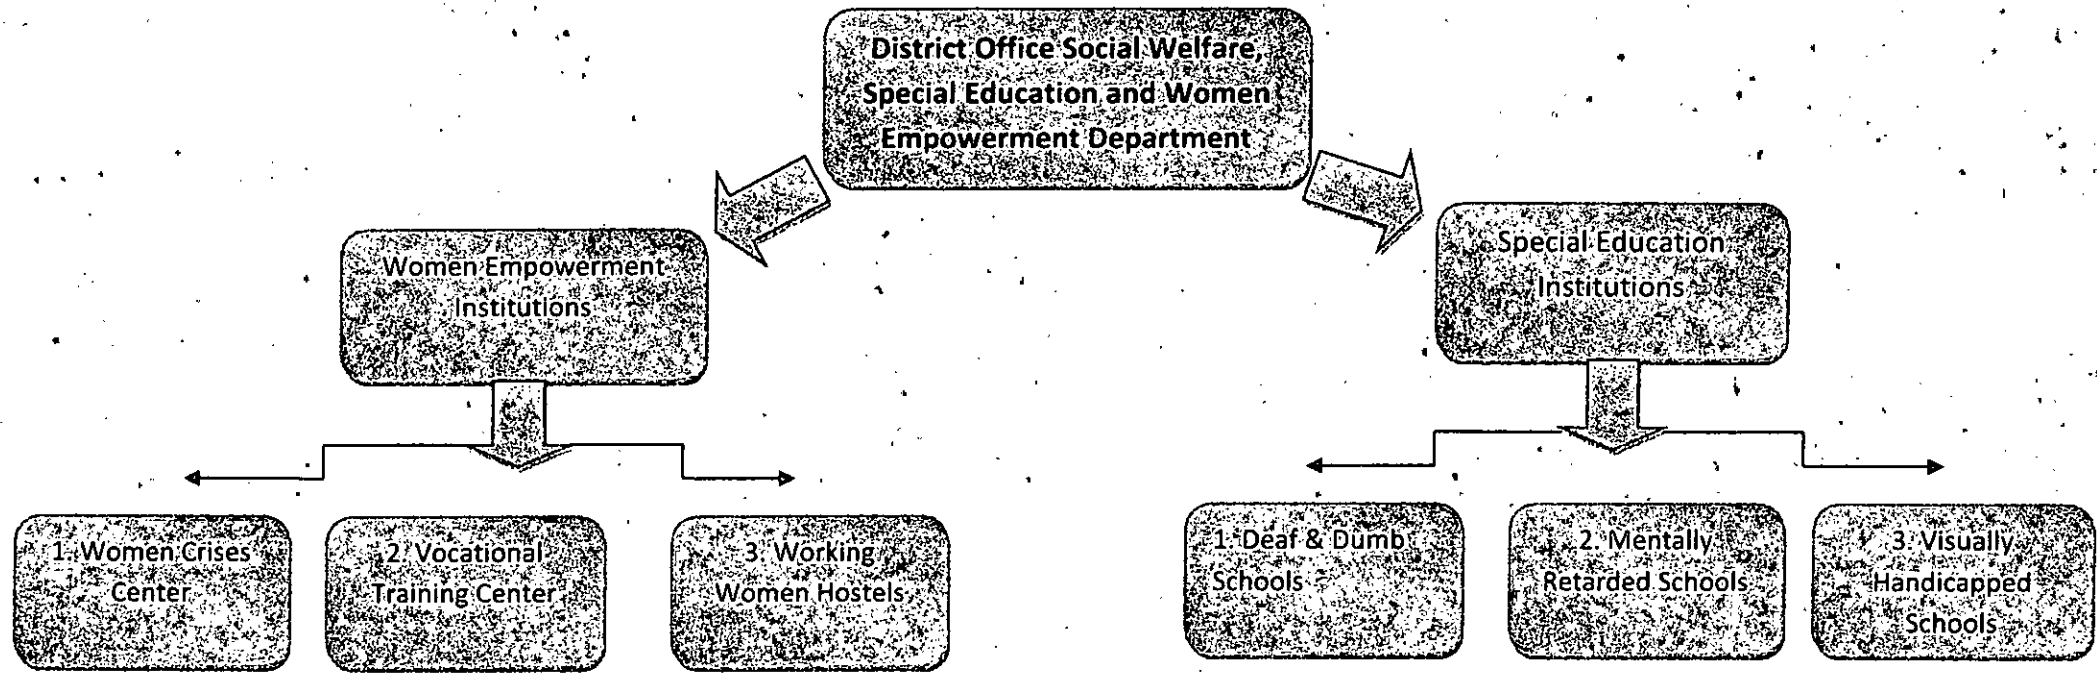 District Office Social Welfare,
Special Education and Women
Empowerment Department
Women Empowerment
Institutions
Special Education
Institutions
1. Women Crises
Center
2. Vocational
Training Center
3. Working
Women Hostels
1. Deaf & Dumb
Schools
2. Mentally
Retarded Schools
3. Visually
Handicapped
Schools